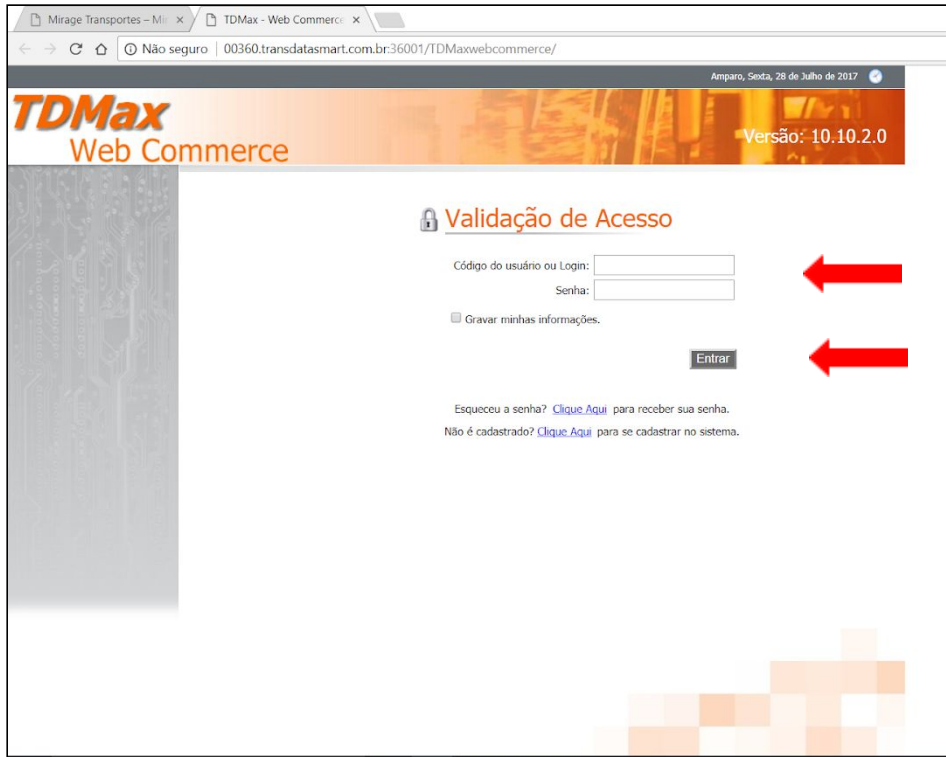 Mirage Transportes – Mi
TDMax - Web Commerce
Não seguro 00360.transdatasmart.com.br:36001/TDMaxwebcommerce/
Amparo, Sexta, 28 de Julho de 2017
TDMax
Web Commerce
Versão: 10.10.2.0
Validação de Acesso
Código do usuário ou Login:
Senha:
Gravar minhas informações.
Entrar
Esqueceu a senha? Clique Aqui para receber sua senha.
Não é cadastrado? Clique Aqui para se cadastrar no sistema.